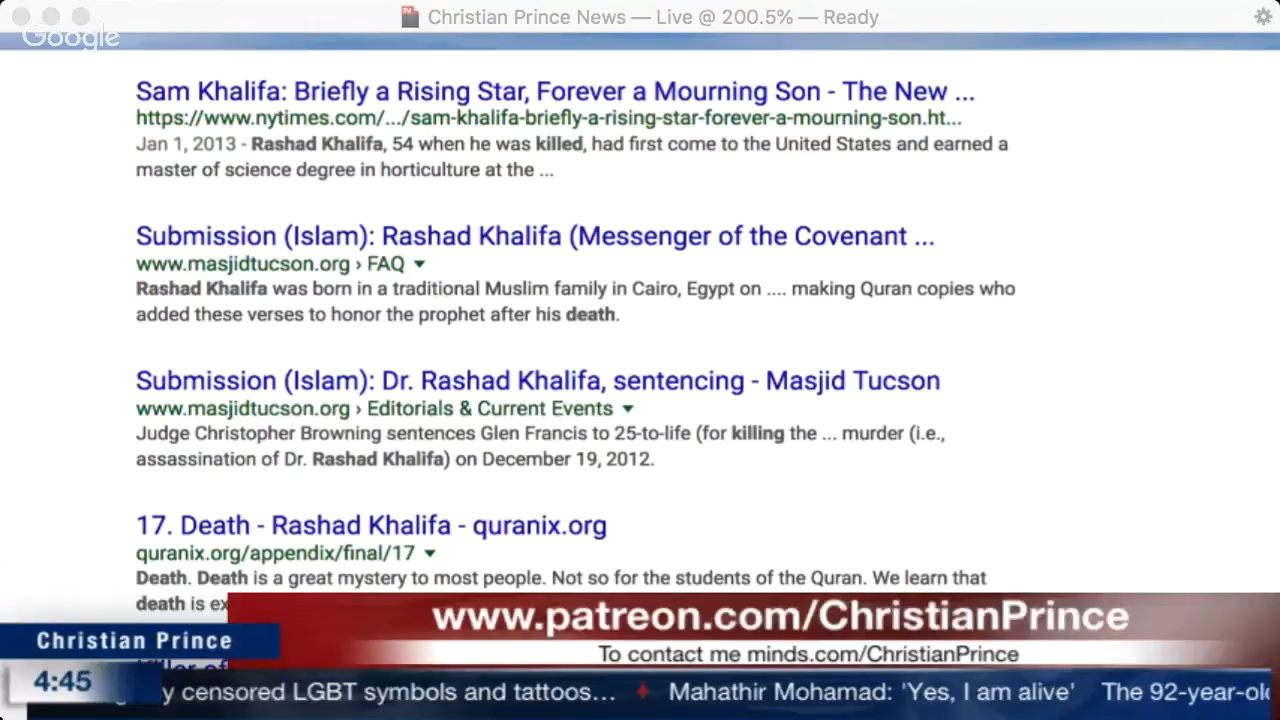 Christian Prince News — Live @ 200.5% — Ready
Google
Sam Khalifa: Briefly a Rising Star, Forever a Mourning Son - The New ...
https://www.nytimes.com/.../sam-khalifa-briefly-a-rising-star-forever-a-mourning-son.ht...
Jan 1, 2013 - Rashad Khalifa, 54 when he was killed, had first come to the United States and earned a
master of science degree in horticulture at the ...
Submission (Islam): Rashad Khalifa (Messenger of the Covenant ...
www.masjidtucson.org › FAQ
Rashad Khalifa was born in a traditional Muslim family in Cairo, Egypt on .... making Quran copies who
added these verses to honor the prophet after his death.
Submission (Islam): Dr. Rashad Khalifa, sentencing - Masjid Tucson
www.masjidtucson.org › Editorials & Current Events
Judge Christopher Browning sentences Glen Francis to 25-to-life (for killing the ... murder (i.e.,
assassination of Dr. Rashad Khalifa) on December 19, 2012.
17. Death - Rashad Khalifa - quranix.org
quranix.org/appendix/final/17
Death. Death is a great mystery to most people. Not so for the students of the Quran. We learn that
death is
www.patreon.com/ChristianPrince
Christian Prince
To contact me minds.com/ChristianPrince
4:45
censored LGBT symbols and tattoos... Mahathir Mohamad: 'Yes, I am alive' The 92-year-old